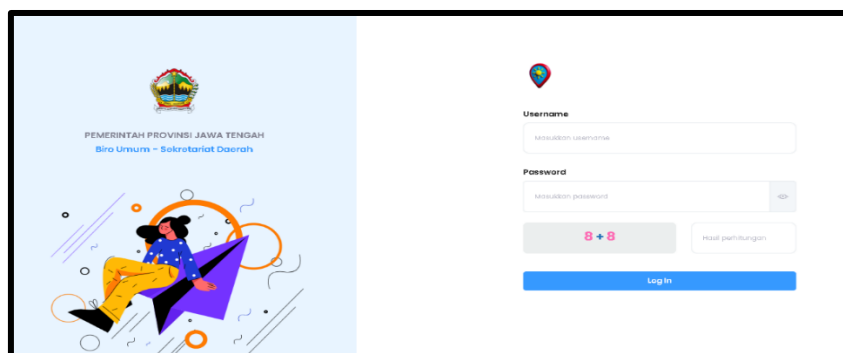 PEMERINTAH PROVINSI JAWA TENGAH
Biro Umum - Sekretariat Daerah
Username
Masukkan username
Password
Masukkan password
8 + 8
Hasil perhitungan
Log In